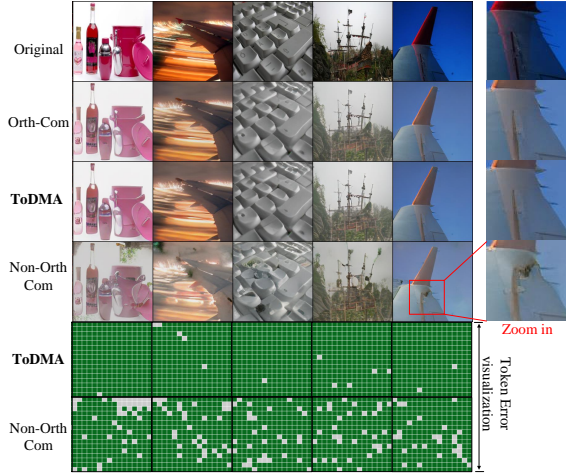 Original
Orth-Com
ToDMA
Non-Orth
Com
Zoom in
ToDMA
Non-Orth
Com
Token Error
visualization